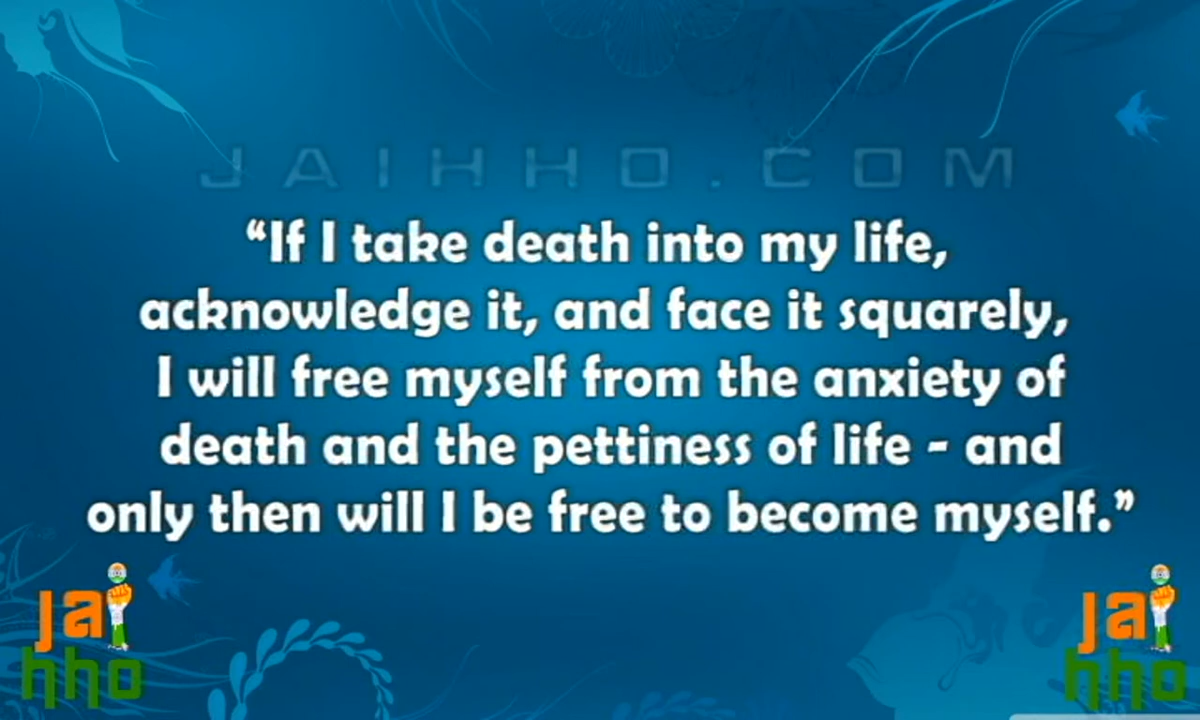 JAIHHO.COM
“If I take death into my life,
acknowledge it, and face it squarely,
I will free myself from the anxiety of
death and the pettiness of life - and
only then will I be free to become myself.”
jai
hho
jai
hho